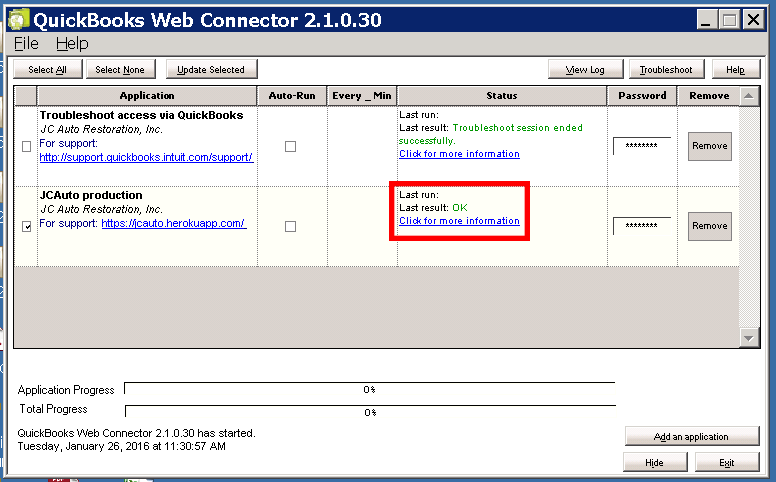 QuickBooks Web Connector 2.1.0.30
File Help
Select All Select None Update Selected View Log Troubleshoot Help
Application Auto-Run Every _ Min Status Password Remove
Troubleshoot access via QuickBooks
JC Auto Restoration, Inc.
For support:
http://support.quickbooks.intuit.com/support/
Last run:
Last result: Troubleshoot session ended
successfully.
Click for more information
********
Remove
JCAuto production
JC Auto Restoration, Inc.
For support: https://jcauto.herokuapp.com/
Last run:
Last result: OK
Click for more information
********
Remove
Application Progress 0%
Total Progress 0%
QuickBooks Web Connector 2.1.0.30 has started.
Tuesday, January 26, 2016 at 11:30:57 AM
Add an application
Hide Exit